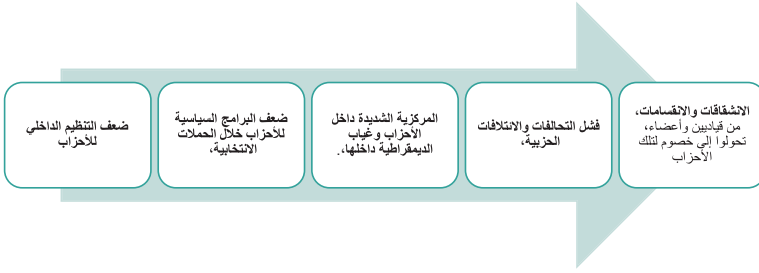 الانشقاقات والانقسامات،
من قياديين وأعضاء،
تحولوا إلى خصوم لتلك
الأحزاب
فشل التحالفات والائتلافات
الحزبية،
المركزية الشديدة داخل
الأحزاب وغياب
الديمقراطية داخلها،.
ضعف البرامج السياسية
للأحزاب خلال الحملات
الانتخابية،
ضعف التنظيم الداخلي
للأحزاب